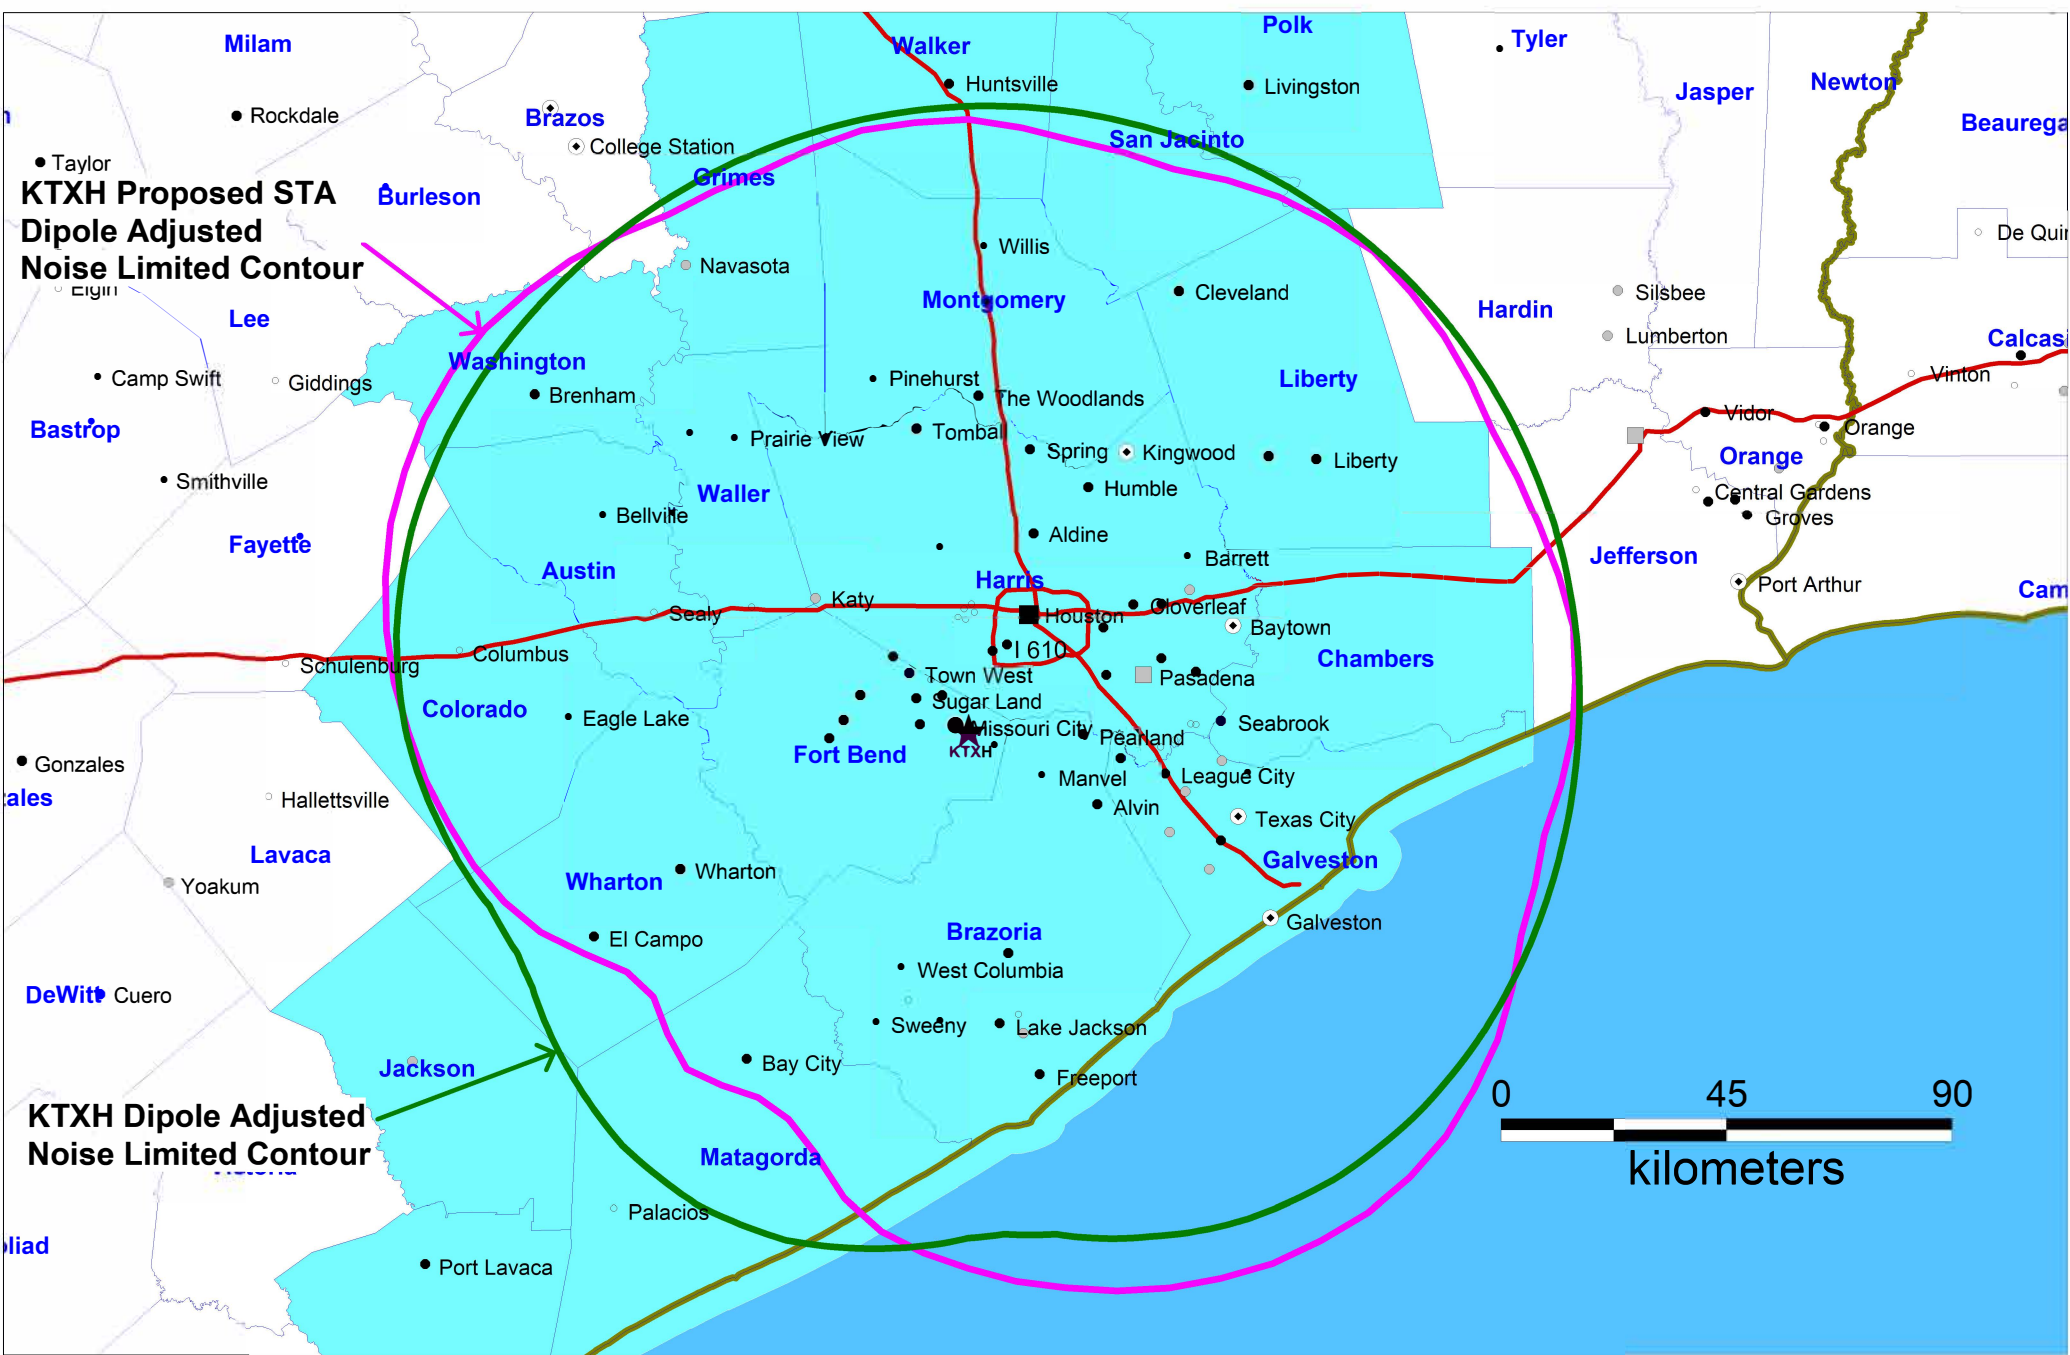 Milam
Walker
Polk
Tyler
Huntsville
Livingston
Jasper
Newton
Rockdale
Brazos
College Station
San Jacinto
Taylor
Grimes
KTXH Proposed STA
Dipole Adjusted
Noise Limited Contour
Burleson
Willis
Navasota
De Qui
Elgin
Lee
Montgomery
Cleveland
Silsbee
Hardin
Lumberton
Washington
Camp Swift
Giddings
Brenham
Pinehurst
The Woodlands
Liberty
Vinton
Bastrop
Prairie View
Tomball
Spring
Kingwood
Liberty
Vidor
Orange
Smithville
Waller
Humble
Orange
Central Gardens
Groves
Bellville
Aldine
Fayette
Austin
Barrett
Jefferson
Harris
Port Arthur
Katy
Cloverleaf
Sealy
Houston
Baytown
Schulenburg
Columbus
I 610
Chambers
Town West
Pasadena
Colorado
Eagle Lake
Sugar Land
Missouri City
Seabrook
KTXH
Pearland
Fort Bend
Gonzales
Manvel
League City
Hallettsville
Alvin
Texas City
Lavaca
Galveston
Yoakum
Wharton
Wharton
Galveston
El Campo
Brazoria
West Columbia
DeWitt
Cuero
Sweeny
Lake Jackson
Jackson
Bay City
Freeport
0 45 90
kilometers
KTXH Dipole Adjusted
Noise Limited Contour
Matagorda
Palacios
Port Lavaca